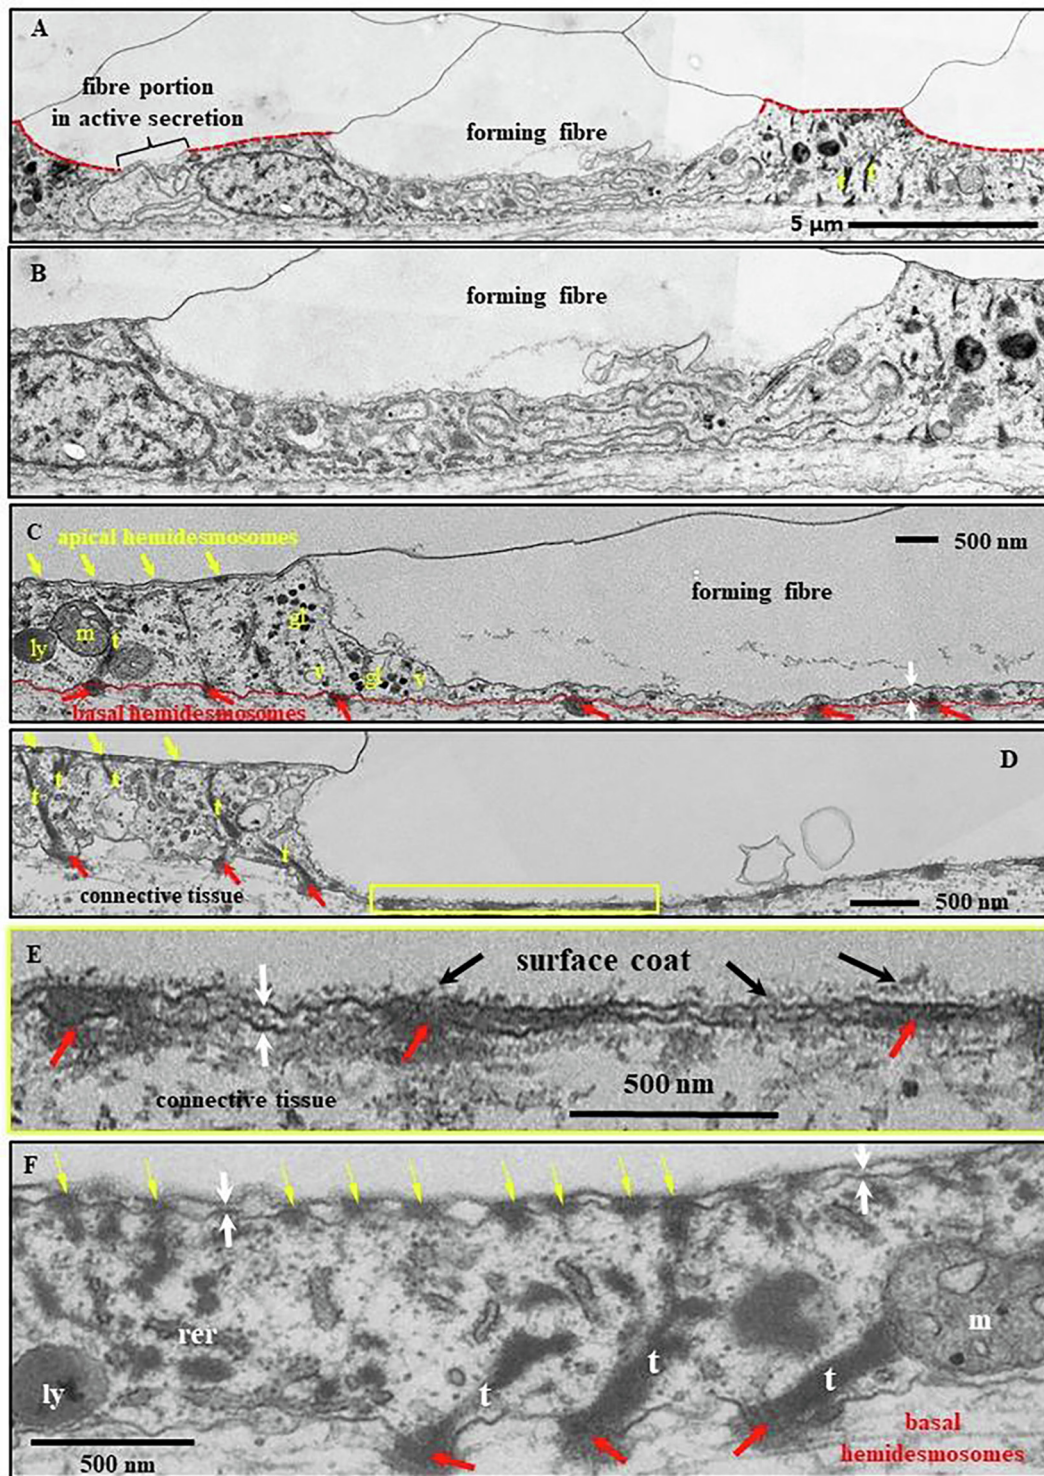 A
fibre portion
in active secretion
forming fibre
t
t
5 µm
B
forming fibre
C
apical hemidesmosomes
500 nm
forming fibre
gl
m
t
ly
v
gl
v
basal hemidesmosomes
D
t
t
t
t
t
connective tissue
500 nm
E
surface coat
500 nm
connective tissue
F
rer
t
m
ly
t
t
basal
hemidesmosomes
500 nm